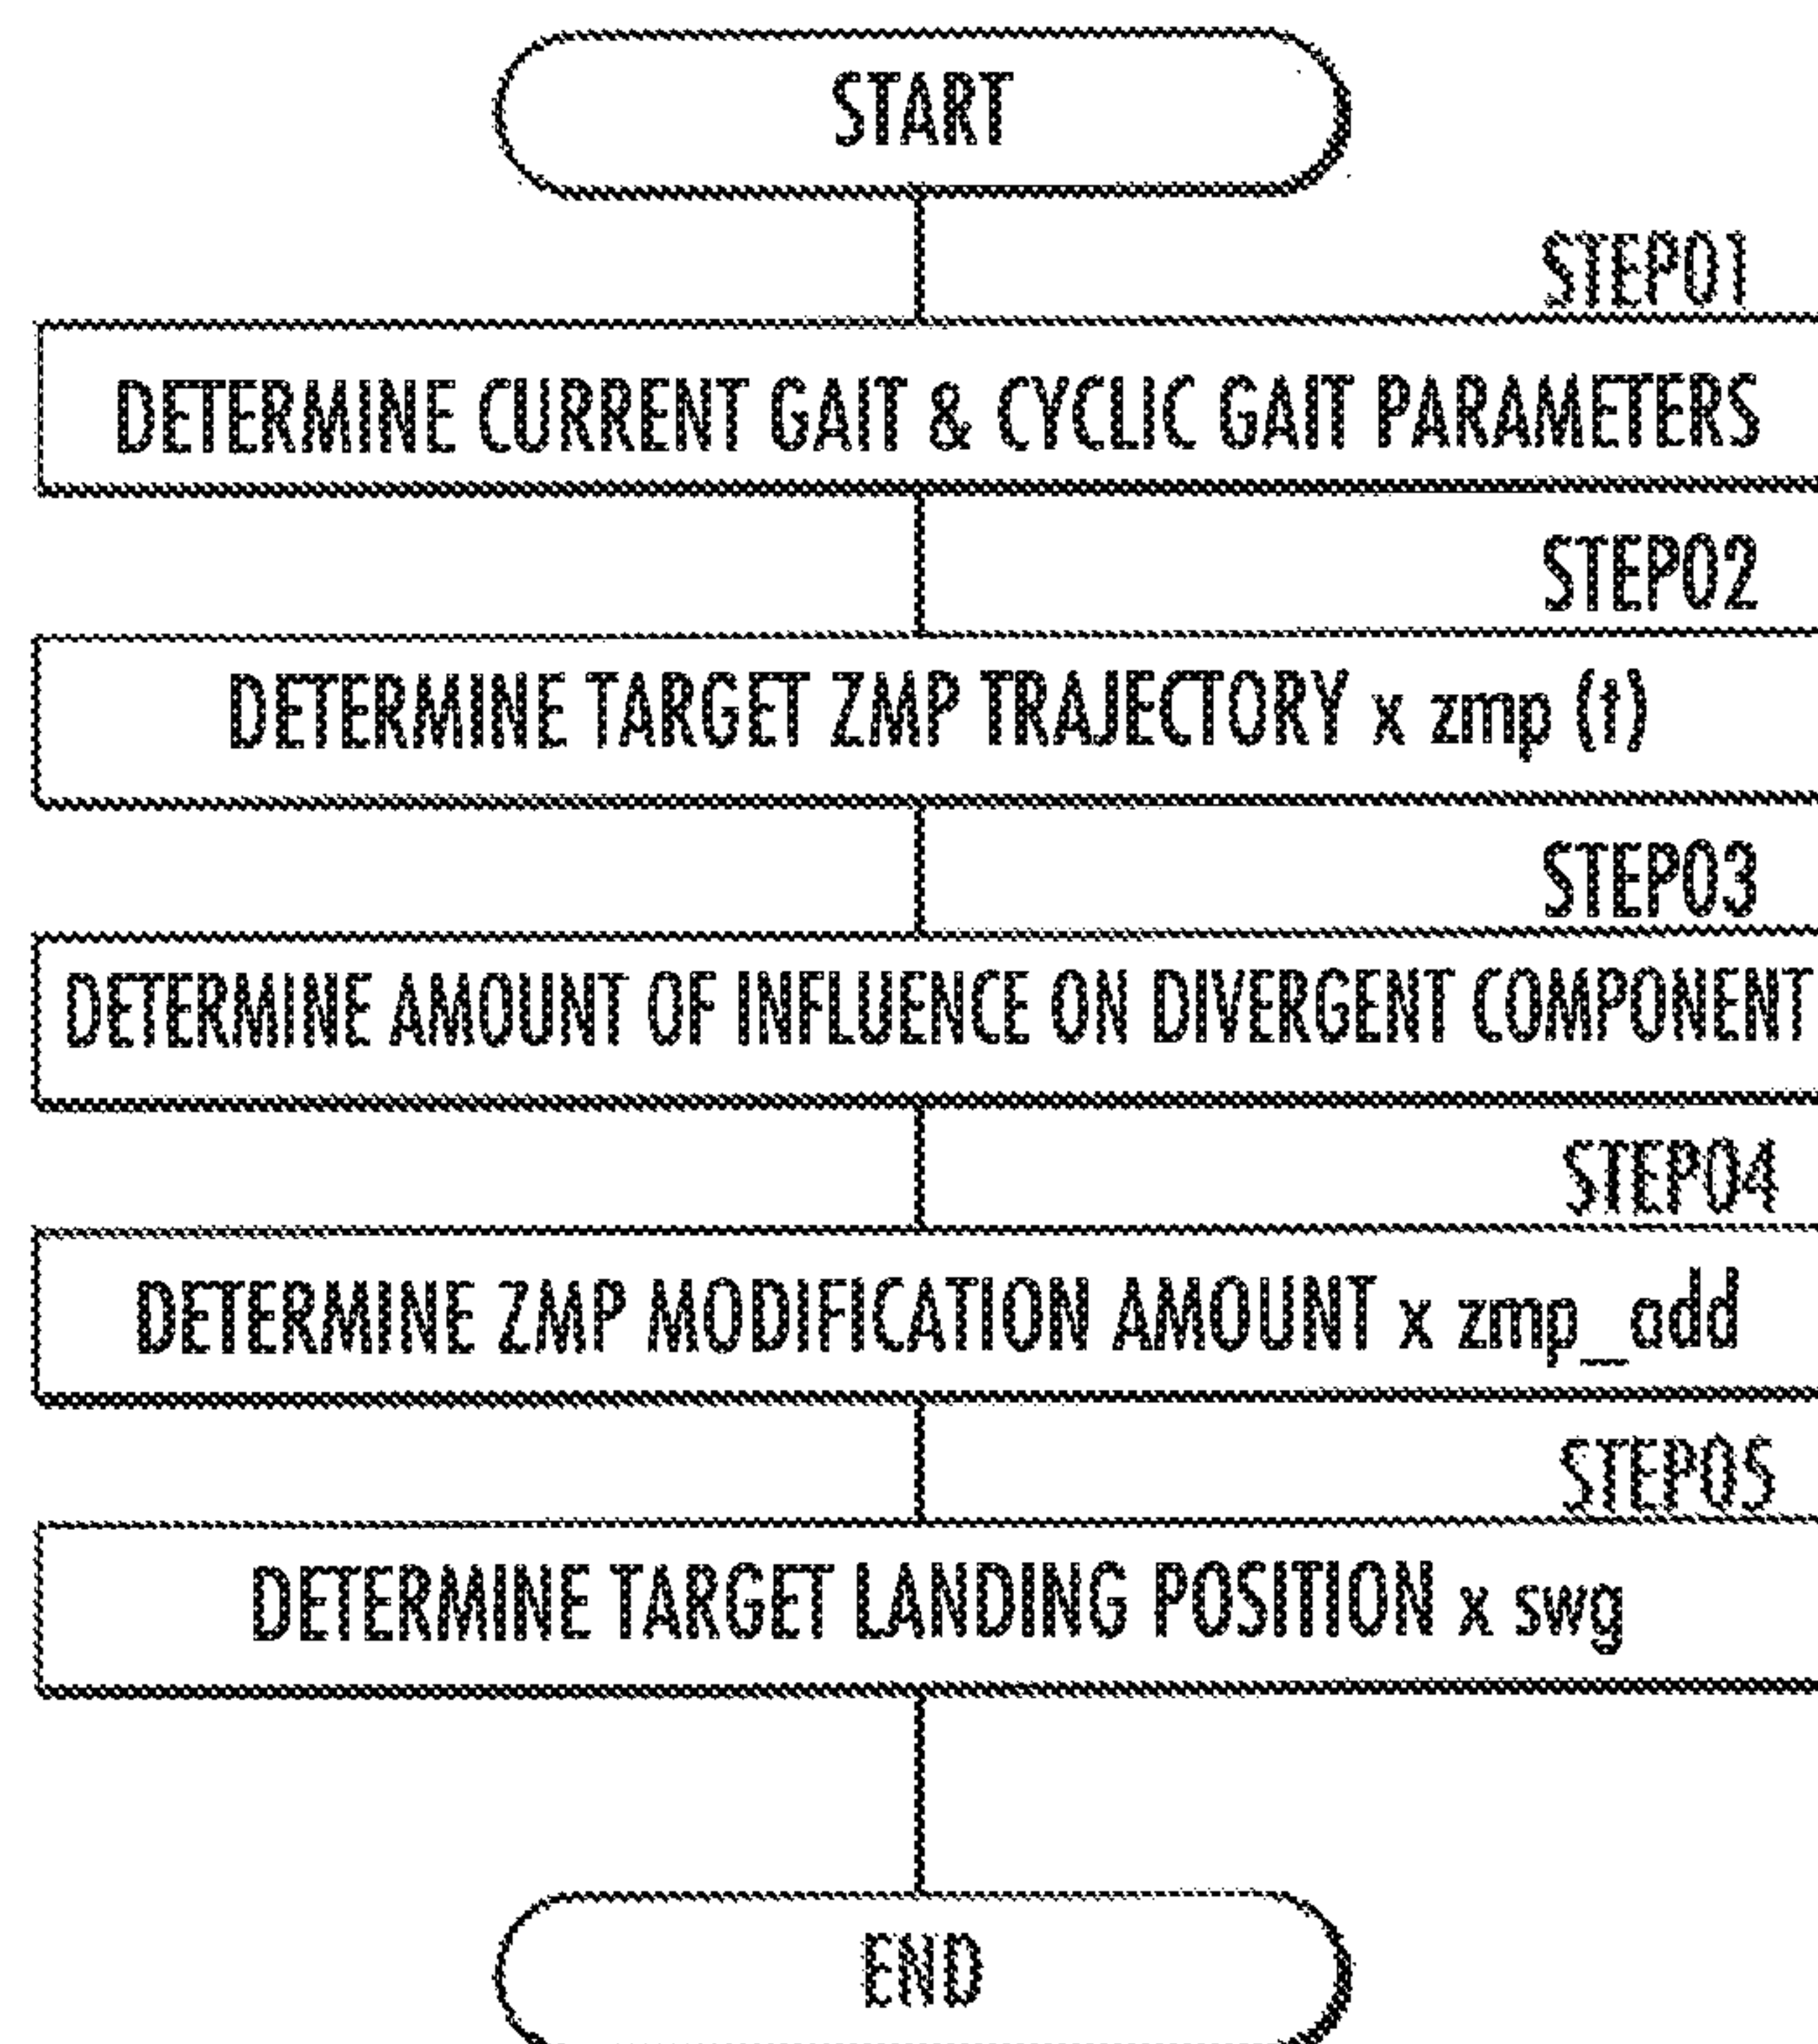 START
STEP01
DETERMINE CURRENT GAIT & CYCLIC GAIT PARAMETERS
STEP02
DETERMINE TARGET ZMP TRAJECTORY x zmp (t)
STEP03
DETERMINE AMOUNT OF INFLUENCE ON DIVERGENT COMPONENT
STEP04
DETERMINE ZMP MODIFICATION AMOUNT x zmp_add
STEP05
DETERMINE TARGET LANDING POSITION x swg
END